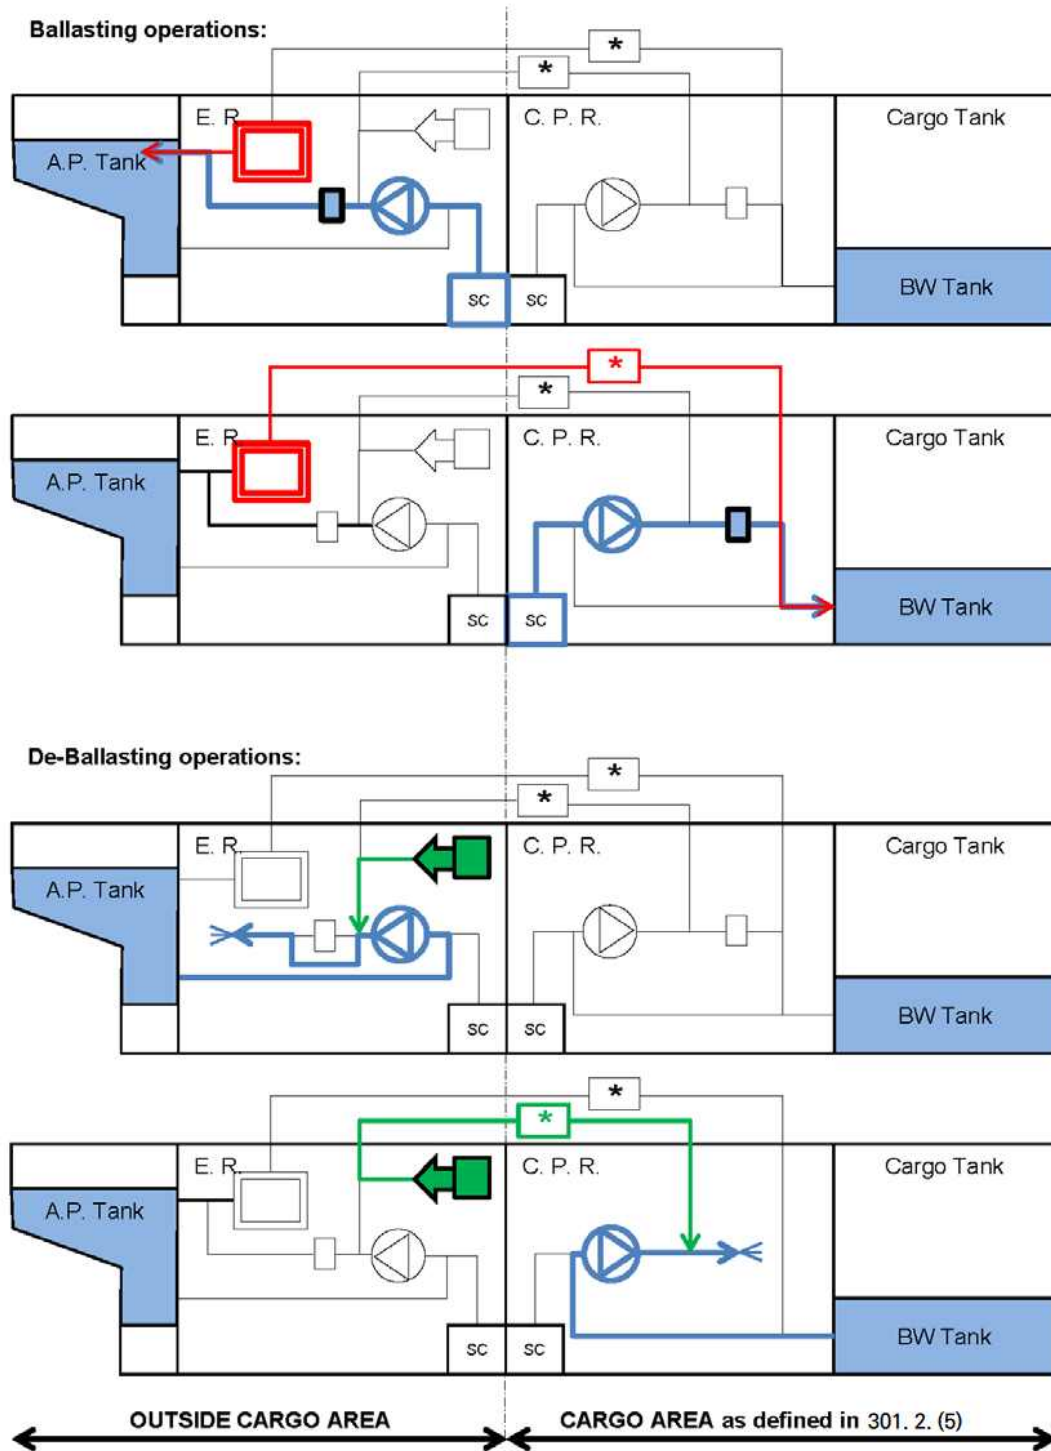 Ballasting operations:
*
*
E. R.
C. P. R.
Cargo Tank
A.P. Tank
SC
SC
BW Tank
*
*
E. R.
C. P. R.
Cargo Tank
A.P. Tank
SC
SC
BW Tank
De-Ballasting operations:
*
*
E. R.
C. P. R.
Cargo Tank
A.P. Tank
SC
SC
BW Tank
*
*
E. R.
C. P. R.
Cargo Tank
A.P. Tank
SC
SC
BW Tank
OUTSIDE CARGO AREA
CARGO AREA as defined in 301. 2. (5)